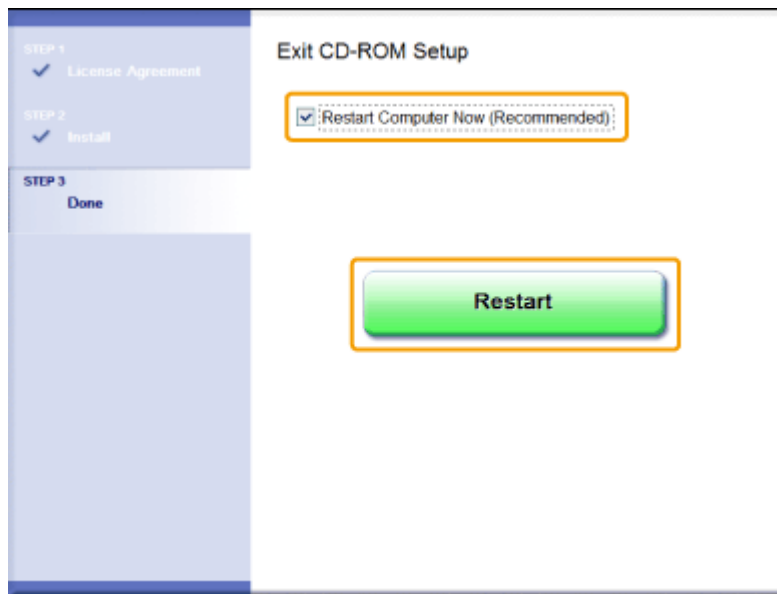 STEP 1
License Agreement
STEP 2
Install
STEP 3
Done
Exit CD-ROM Setup
Restart Computer Now (Recommended)
Restart